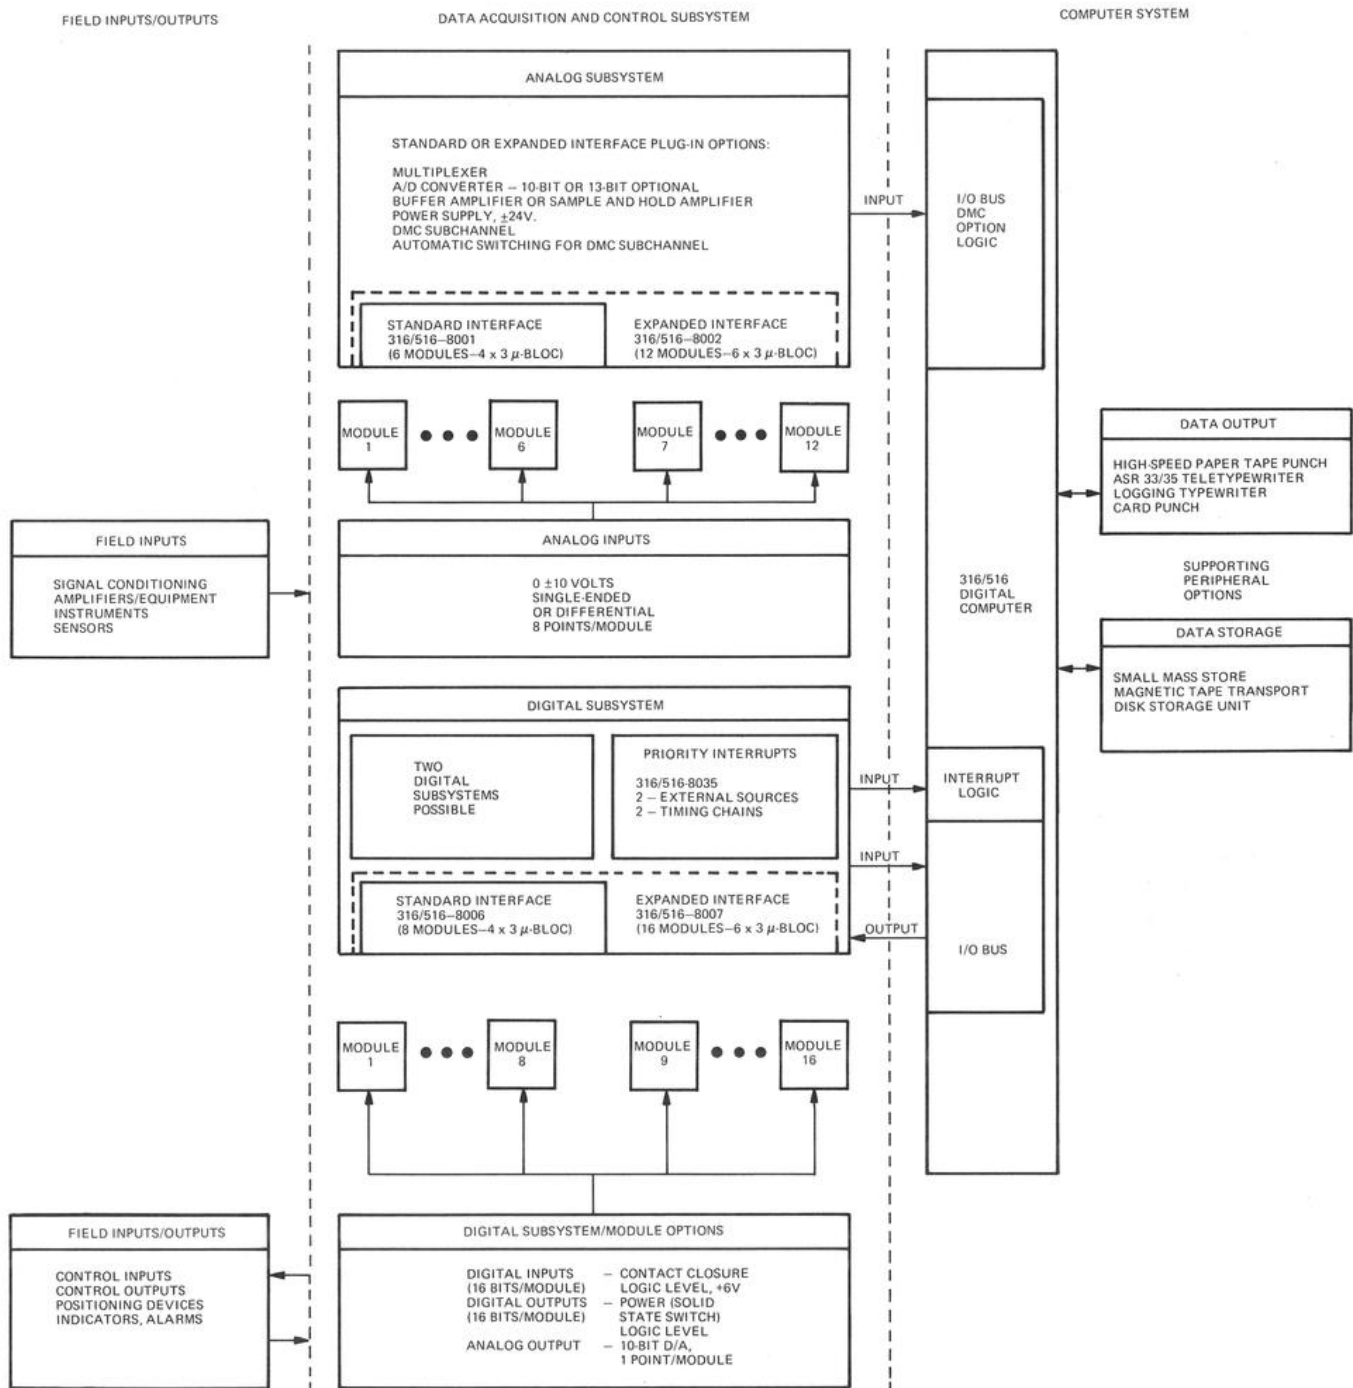 FIELD INPUTS/OUTPUTS
DATA ACQUISITION AND CONTROL SUBSYSTEM
COMPUTER SYSTEM
ANALOG SUBSYSTEM
STANDARD OR EXPANDED INTERFACE PLUG-IN OPTIONS:
MULTIPLEXER
A/D CONVERTER – 10-BIT OR 13-BIT OPTIONAL
BUFFER AMPLIFIER OR SAMPLE AND HOLD AMPLIFIER
POWER SUPPLY, ±24V.
DMC SUBCHANNEL
AUTOMATIC SWITCHING FOR DMC SUBCHANNEL
STANDARD INTERFACE
316/516–8001
(6 MODULES–4 x 3 μ-BLOC)
EXPANDED INTERFACE
316/516–8002
(12 MODULES–6 x 3 μ-BLOC)
INPUT
I/O BUS
DMC
OPTION
LOGIC
MODULE
1
MODULE
6
MODULE
7
MODULE
12
DATA OUTPUT
HIGH-SPEED PAPER TAPE PUNCH
ASR 33/35 TELETYPEWRITER
LOGGING TYPEWRITER
CARD PUNCH
FIELD INPUTS
SIGNAL CONDITIONING
AMPLIFIERS/EQUIPMENT
INSTRUMENTS
SENSORS
ANALOG INPUTS
0 ±10 VOLTS
SINGLE-ENDED
OR DIFFERENTIAL
8 POINTS/MODULE
316/516
DIGITAL
COMPUTER
SUPPORTING
PERIPHERAL
OPTIONS
DATA STORAGE
SMALL MASS STORE
MAGNETIC TAPE TRANSPORT
DISK STORAGE UNIT
DIGITAL SUBSYSTEM
TWO
DIGITAL
SUBSYSTEMS
POSSIBLE
PRIORITY INTERRUPTS
316/516-8035
2 – EXTERNAL SOURCES
2 – TIMING CHAINS
INPUT
INTERRUPT
LOGIC
INPUT
STANDARD INTERFACE
316/516–8006
(8 MODULES–4 x 3 μ-BLOC)
EXPANDED INTERFACE
316/516–8007
(16 MODULES–6 x 3 μ-BLOC)
OUTPUT
I/O BUS
MODULE
1
MODULE
8
MODULE
9
MODULE
16
FIELD INPUTS/OUTPUTS
CONTROL INPUTS
CONTROL OUTPUTS
POSITIONING DEVICES
INDICATORS, ALARMS
DIGITAL SUBSYSTEM/MODULE OPTIONS
DIGITAL INPUTS – CONTACT CLOSURE
(16 BITS/MODULE) LOGIC LEVEL, +6V
DIGITAL OUTPUTS – POWER (SOLID
(16 BITS/MODULE) STATE SWITCH)
LOGIC LEVEL
ANALOG OUTPUT – 10-BIT D/A,
1 POINT/MODULE